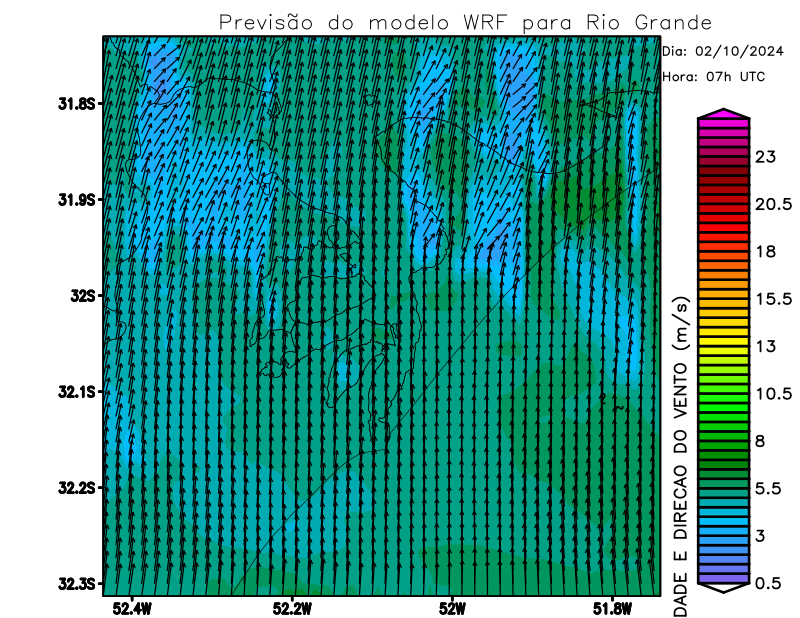 Previsão do modelo WRF para Rio Grande
Dia: 02/10/2024
Hora: 07h UTC
31.8S
31.9S
32S
32.1S
32.2S
32.3S
52.4W
52.2W
52W
51.8W
23
20.5
18
15.5
13
10.5
8
5.5
3
0.5
DADE E DIRECAO DO VENTO (m/s)